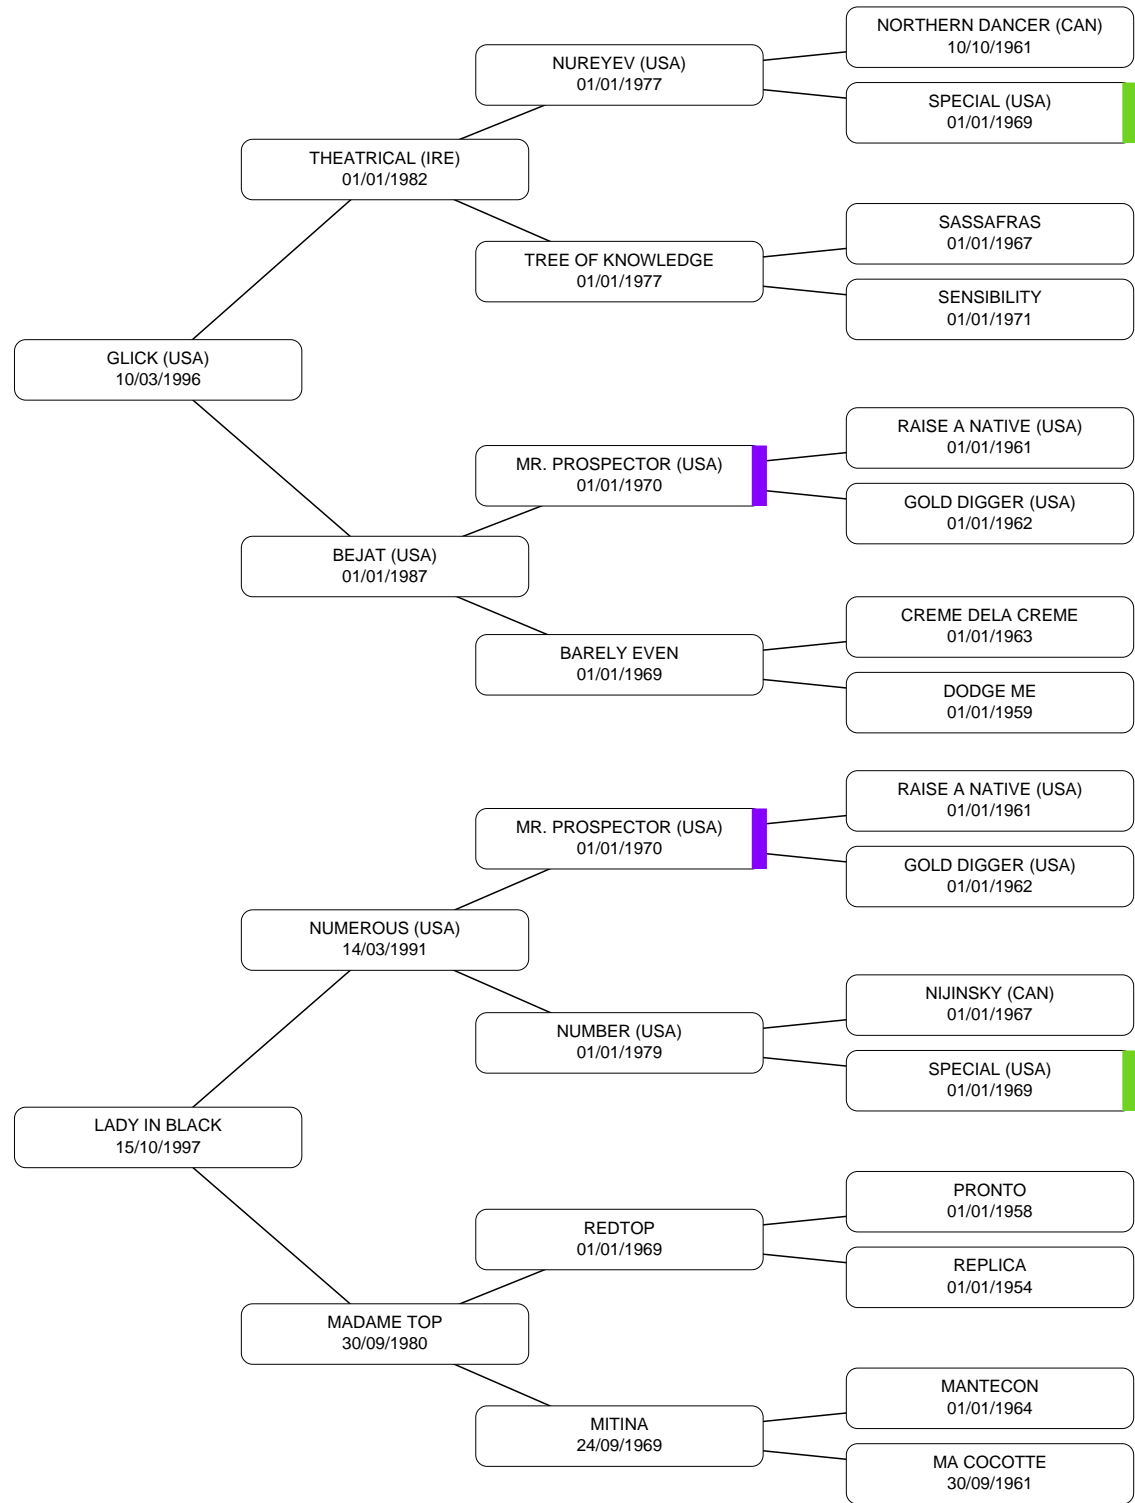 NORTHERN DANCER (CAN)
10/10/1961
NUREYEV (USA)
01/01/1977
SPECIAL (USA)
01/01/1969
THEATRICAL (IRE)
01/01/1982
SASSAFRAS
01/01/1967
TREE OF KNOWLEDGE
01/01/1977
SENSIBILITY
01/01/1971
GLICK (USA)
10/03/1996
RAISE A NATIVE (USA)
01/01/1961
MR. PROSPECTOR (USA)
01/01/1970
GOLD DIGGER (USA)
01/01/1962
BEJAT (USA)
01/01/1987
CREME DELA CREME
01/01/1963
BARELY EVEN
01/01/1969
DODGE ME
01/01/1959
RAISE A NATIVE (USA)
01/01/1961
MR. PROSPECTOR (USA)
01/01/1970
GOLD DIGGER (USA)
01/01/1962
NUMEROUS (USA)
14/03/1991
NIJINSKY (CAN)
01/01/1967
NUMBER (USA)
01/01/1979
SPECIAL (USA)
01/01/1969
LADY IN BLACK
15/10/1997
PRONTO
01/01/1958
REDTOP
01/01/1969
REPLICA
01/01/1954
MADAME TOP
30/09/1980
MANTECON
01/01/1964
MITINA
24/09/1969
MA COCOTTE
30/09/1961